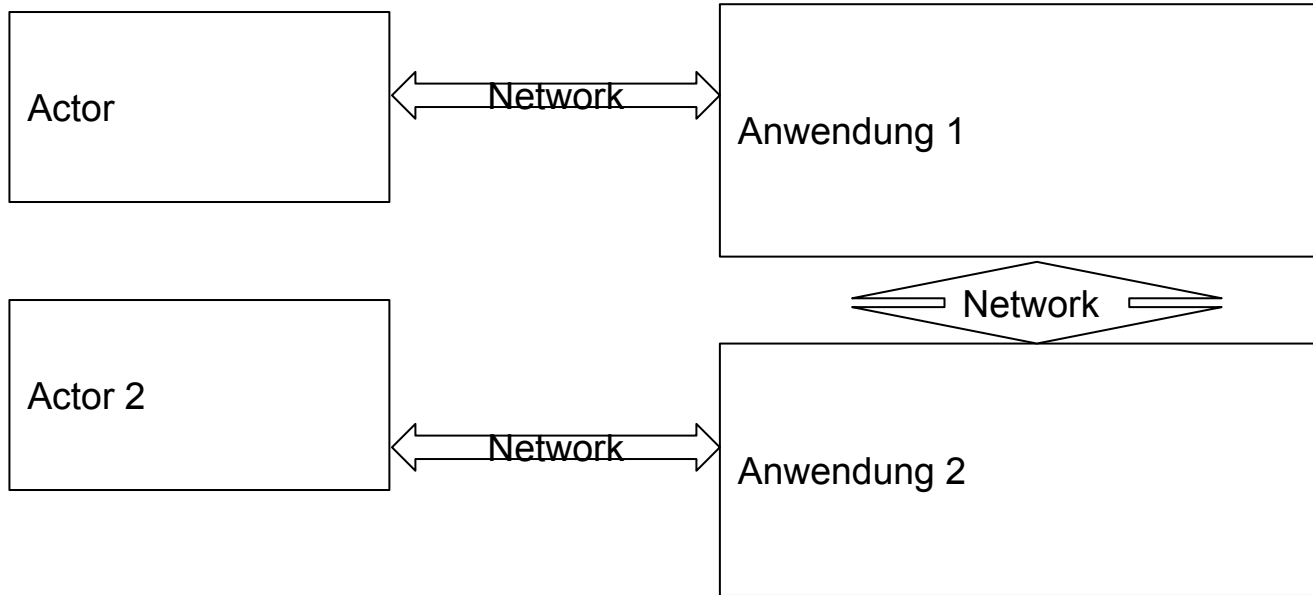 Actor
Network
Anwendung 1
Network
Actor 2
Network
Anwendung 2